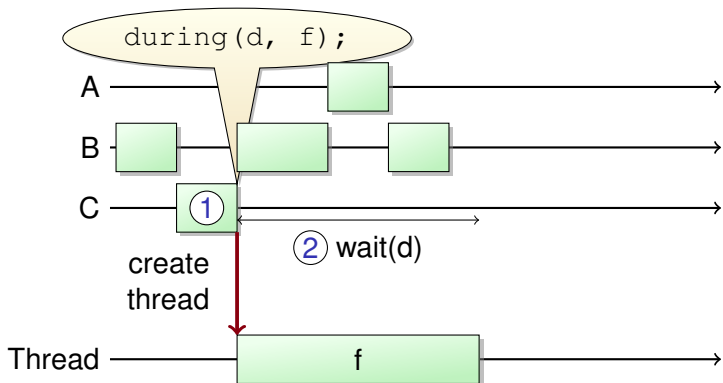 during(d, f);
A
B
C
1
2 wait(d)
create
thread
Thread
f